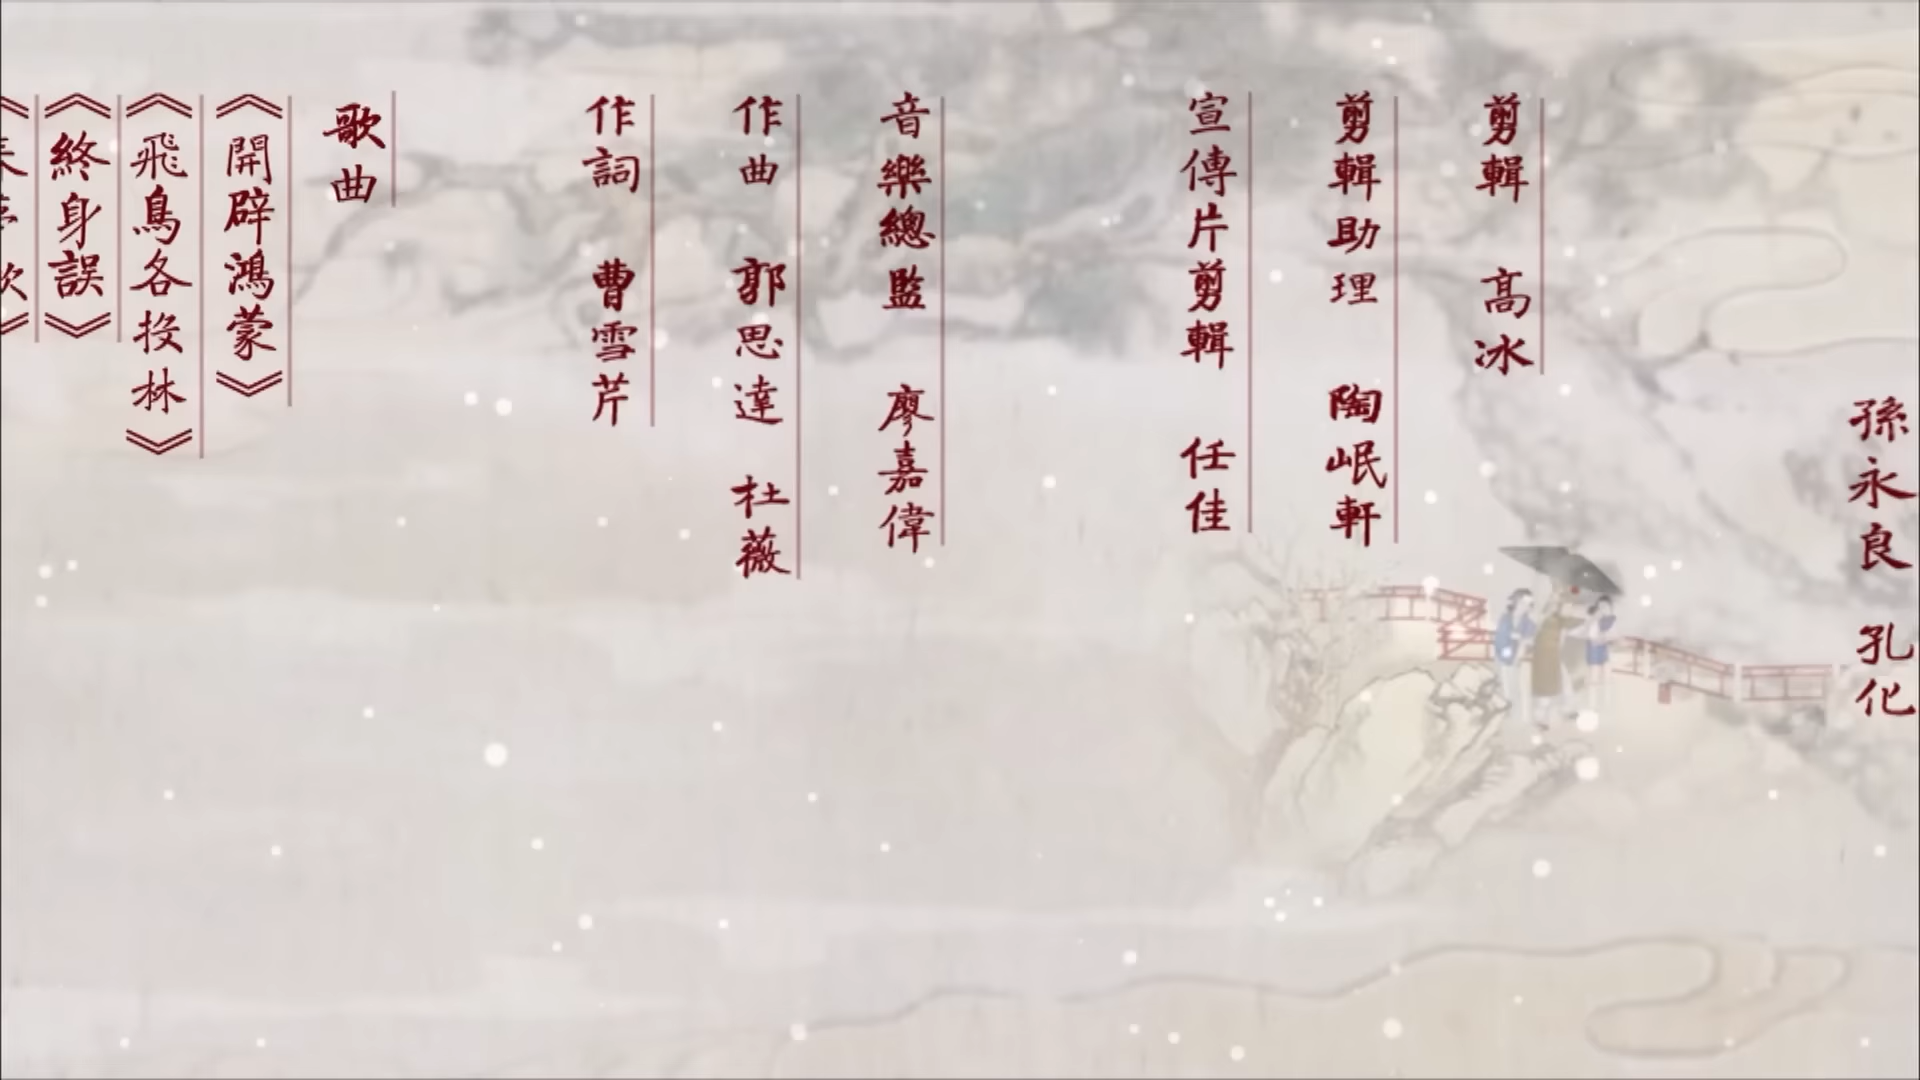 孫永良 孔化
剪輯 高冰
剪輯助理 陶岷軒
宣傳片剪輯 任佳
音樂總監 廖嘉偉
作曲 郭思達 杜薇
作詞 曹雪芹
歌曲
《開辟鴻蒙》
《飛鳥各投林》
《終身誤》